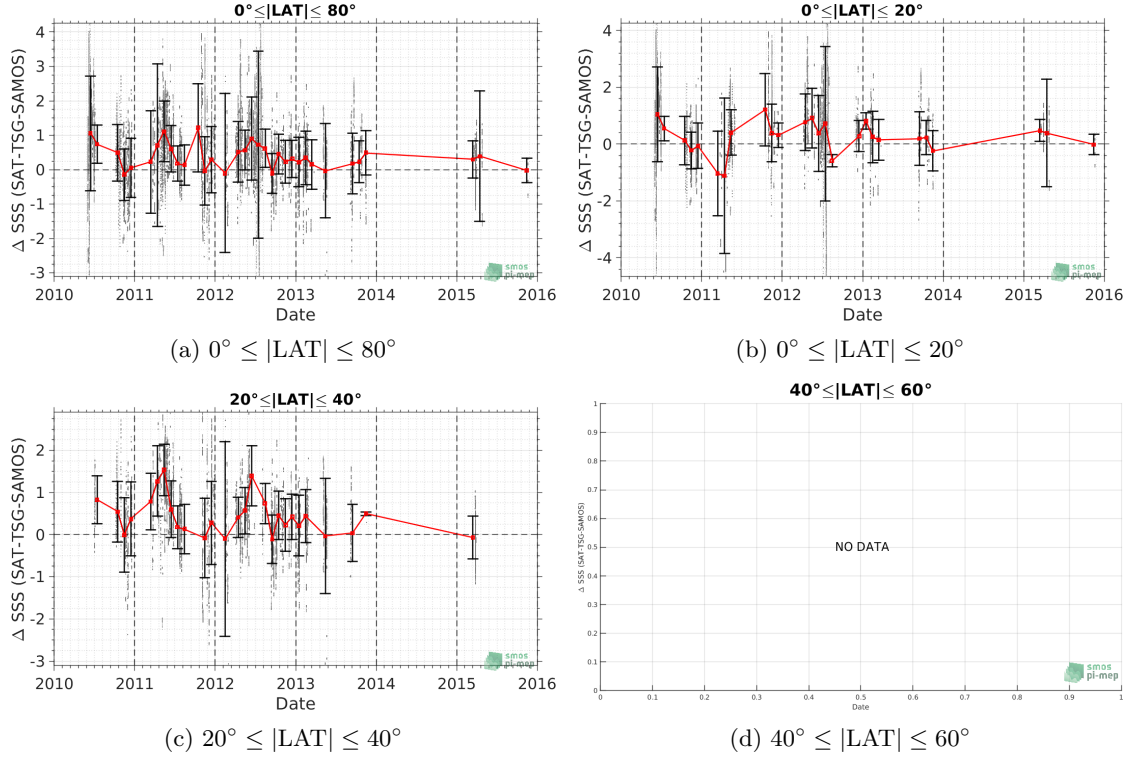 0°≤|LAT|≤ 80°
Δ SSS (SAT-TSG-SAMOS)
4
3
2
1
0
-1
-2
-3
2010 2011 2012 2013 2014 2015 2016
Date
smos
pi-mep
(a) 0° ≤ |LAT| ≤ 80°
0°≤|LAT|≤ 20°
Δ SSS (SAT-TSG-SAMOS)
4
2
0
-2
-4
2010 2011 2012 2013 2014 2015 2016
Date
smos
pi-mep
(b) 0° ≤ |LAT| ≤ 20°
20°≤|LAT|≤ 40°
Δ SSS (SAT-TSG-SAMOS)
2
1
0
-1
-2
-3
2010 2011 2012 2013 2014 2015 2016
Date
smos
pi-mep
(c) 20° ≤ |LAT| ≤ 40°
40°≤|LAT|≤ 60°
Δ SSS (SAT-TSG-SAMOS)
1
0.9
0.8
0.7
0.6
0.5
0.4
0.3
0.2
0.1
0
NO DATA
0 0.1 0.2 0.3 0.4 0.5 0.6 0.7 0.8 0.9 1
Date
smos
pi-mep
(d) 40° ≤ |LAT| ≤ 60°